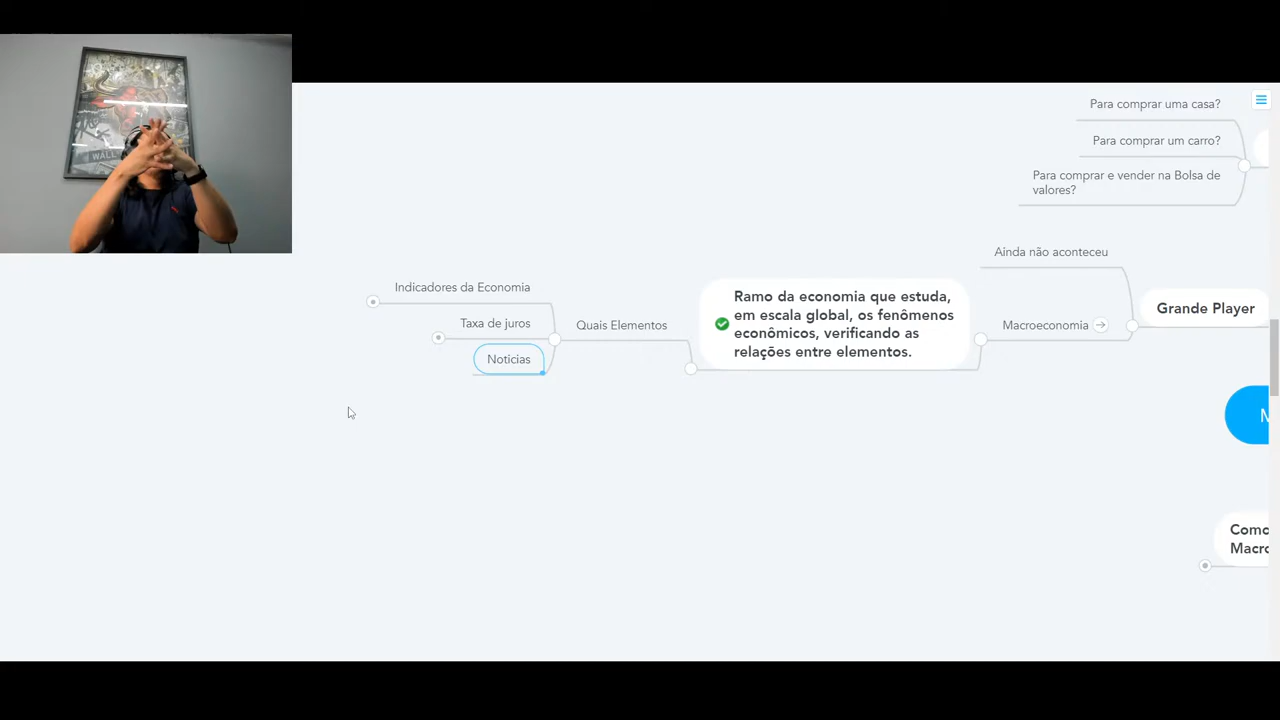 WALL
Para comprar uma casa?
Para comprar um carro?
Para comprar e vender na Bolsa de
valores?
Ainda não aconteceu
Grande Player
Macroeconomia
Ramo da economia que estuda,
em escala global, os fenômenos
econômicos, verificando as
relações entre elementos.
Quais Elementos
Indicadores da Economia
Taxa de juros
Noticias
M
Como
Macro